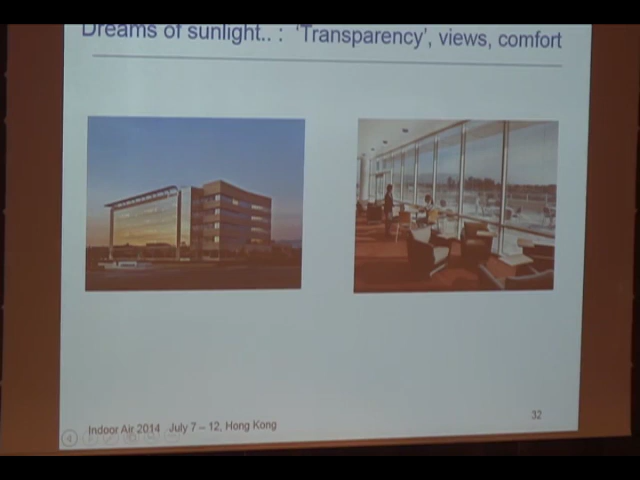 Dreams of sunlight.. : 'Transparency', views, comfort
32
Indoor Air 2014 July 7 – 12, Hong Kong